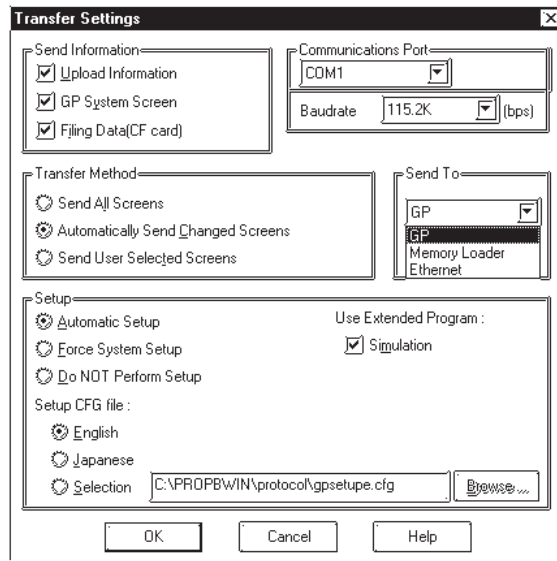 Transfer Settings
Send Information
Upload Information
GP System Screen
Filing Data(CF card)
Communications Port
COM1
Baudrate 115.2K (bps)
Transfer Method
Send All Screens
Automatically Send Changed Screens
Send User Selected Screens
Send To
GP
GP
Memory Loader
Ethernet
Setup
Automatic Setup
Force System Setup
Do NOT Perform Setup
Use Extended Program :
Simulation
Setup CFG file :
English
Japanese
Selection C:\PROPBWIN\protocol\gpsetupe.cfg Browse ...
OK Cancel Help